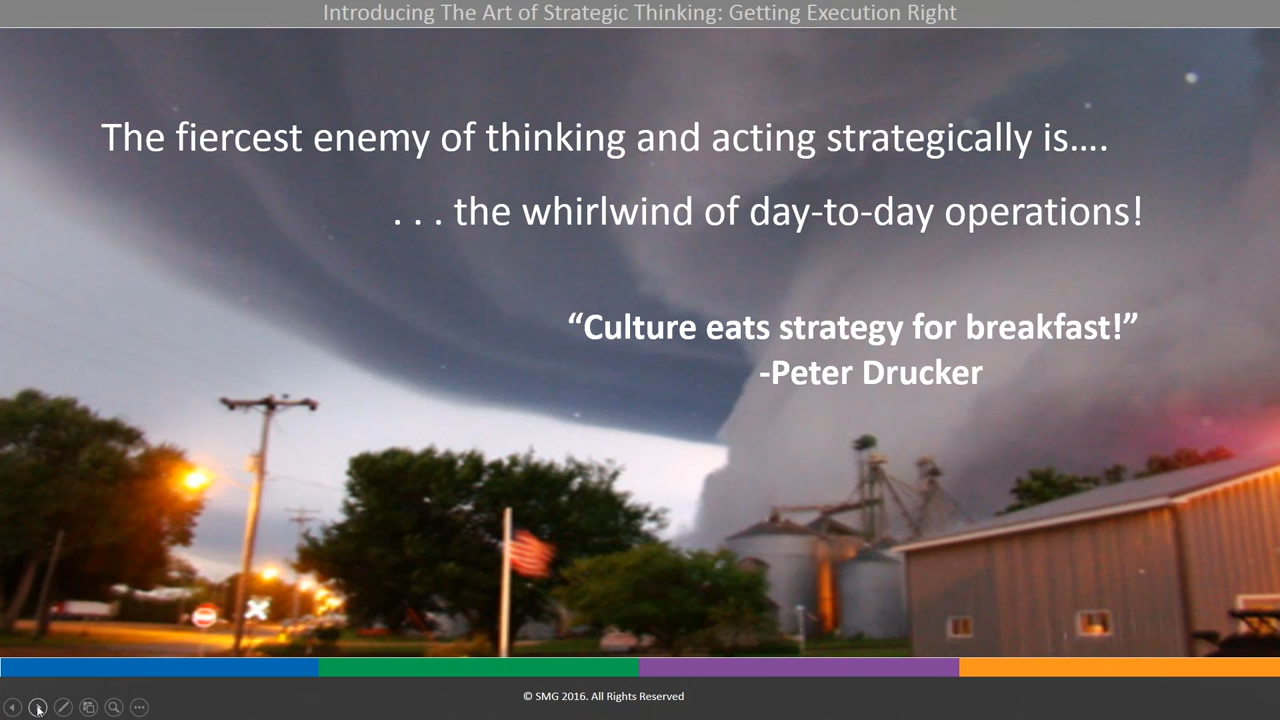 Introducing The Art of Strategic Thinking: Getting Execution Right
The fiercest enemy of thinking and acting strategically is....
. . . the whirlwind of day-to-day operations!
“Culture eats strategy for breakfast!”
-Peter Drucker
© SMG 2016. All Rights Reserved